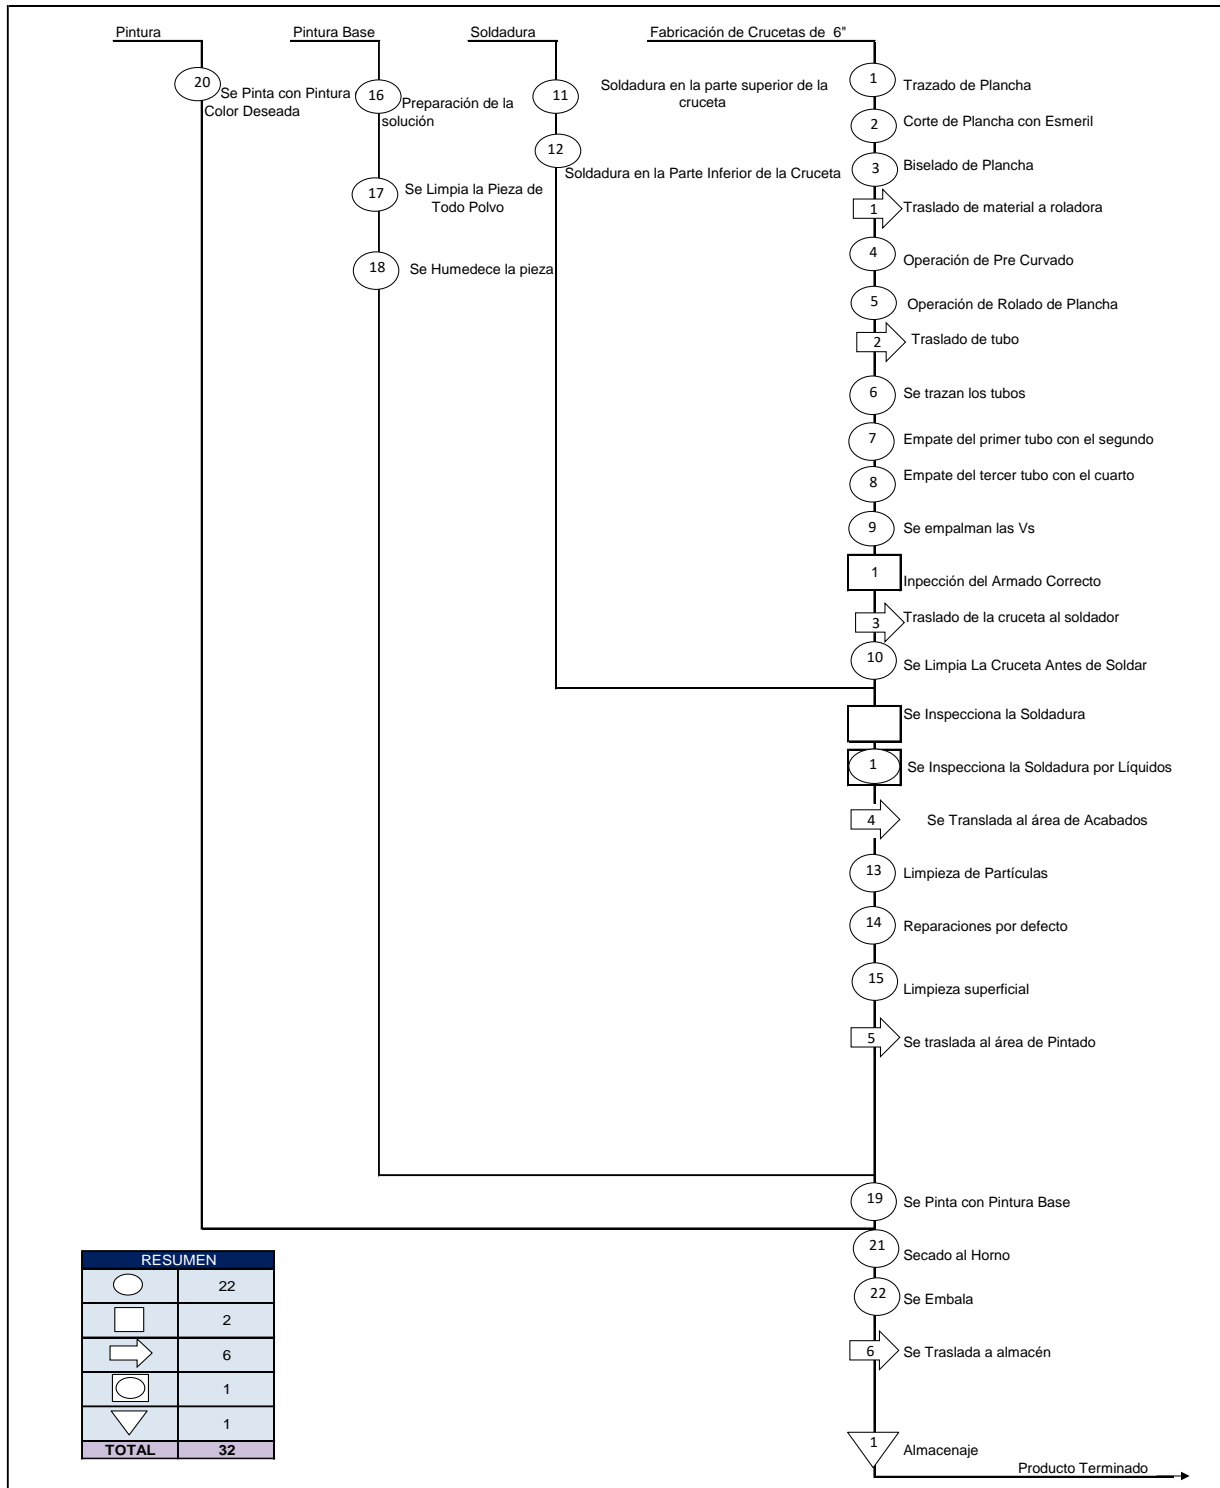 Pintura
Pintura Base
Soldadura
Fabricación de Crucetas de 6"
20
Se Pinta con Pintura
Color Deseada
16
Preparación de la
solución
17
Se Limpia la Pieza de
Todo Polvo
18
Se Humedece la pieza
11
Soldadura en la parte superior de la
cruceta
12
Soldadura en la Parte Inferior de la Cruceta
1
Trazado de Plancha
2
Corte de Plancha con Esmeril
3
Biselado de Plancha
1
Traslado de material a roladora
4
Operación de Pre Curvado
5
Operación de Rolado de Plancha
2
Traslado de tubo
6
Se trazan los tubos
7
Empate del primer tubo con el segundo
8
Empate del tercer tubo con el cuarto
9
Se empalman las Vs
1
Inpección del Armado Correcto
3
Traslado de la cruceta al soldador
10
Se Limpia La Cruceta Antes de Soldar
Se Inspecciona la Soldadura
1
Se Inspecciona la Soldadura por Líquidos
4
Se Translada al área de Acabados
13
Limpieza de Partículas
14
Reparaciones por defecto
15
Limpieza superficial
5
Se traslada al área de Pintado
19
Se Pinta con Pintura Base
21
Secado al Horno
22
Se Embala
6
Se Traslada a almacén
1
Almacenaje
Producto Terminado
RESUMEN
22
2
6
1
1
TOTAL 32